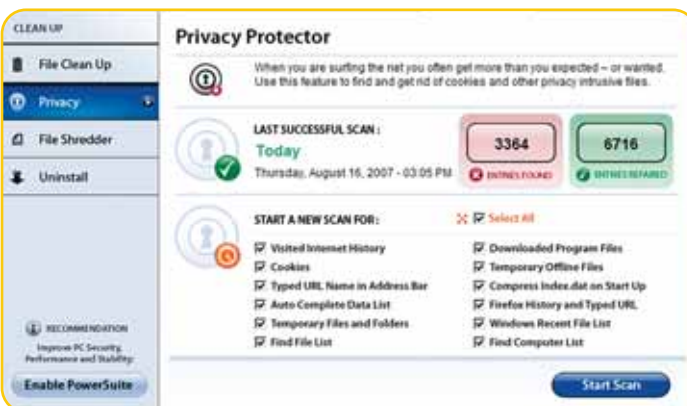 CLEAN UP
File Clean Up
Privacy
File Shredder
Uninstall
RECOMMENDATION
Improve PC Security,
Performance and Stability.
Enable PowerSuite
Privacy Protector
When you are surfing the net you often get more than you expected – or wanted.
Use this feature to find and get rid of cookies and other privacy intrusive files.
LAST SUCCESSFUL SCAN :
Today
Thursday, August 16, 2007 - 03:05 PM
3364
ENTRIES FOUND
6716
ENTRIES REPAIRED
START A NEW SCAN FOR :
Select All
Visited Internet History
Cookies
Typed URL Name in Address Bar
Auto Complete Data List
Temporary Files and Folders
Find File List
Downloaded Program Files
Temporary Offline Files
Compress Index.dat on Start Up
Firefox History and Typed URL
Windows Recent File List
Find Computer List
Start Scan